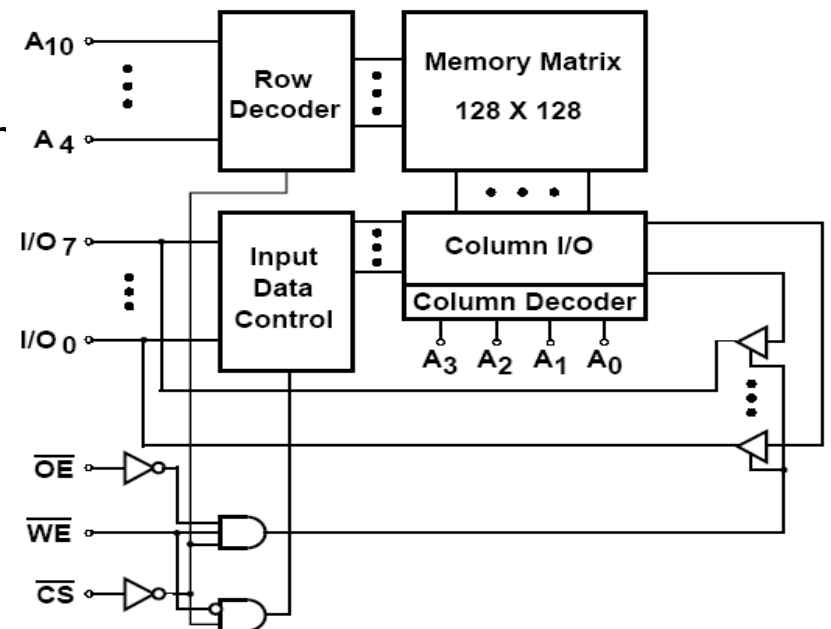 A10
Row
Decoder
Memory Matrix
128 X 128
A4
I/O7
Input
Data
Control
Column I/O
Column Decoder
I/O0
A3 A2 A1 A0
OE
WE
CS